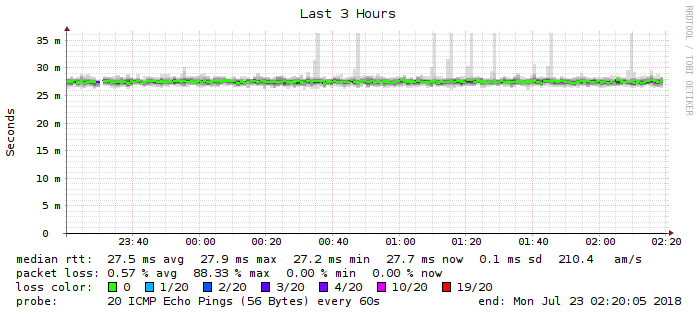 Last 3 Hours
RRDTOOL / TOBI OETIKER
Seconds
35 m
30 m
25 m
20 m
15 m
10 m
5 m
0
23:40 00:00 00:20 00:40 01:00 01:20 01:40 02:00 02:20
median rtt: 27.5 ms avg 27.9 ms max 27.2 ms min 27.7 ms now 0.1 ms sd 210.4 am/s
packet loss: 0.57 % avg 88.33 % max 0.00 % min 0.00 % now
loss color: 0 1/20 2/20 3/20 4/20 10/20 19/20
probe: 20 ICMP Echo Pings (56 Bytes) every 60s end: Mon Jul 23 02:20:05 2018